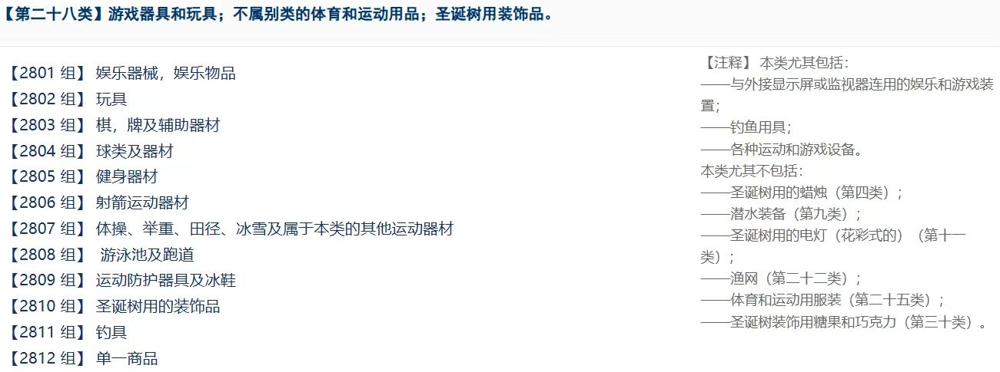 【第二十八类】游戏器具和玩具；不属别类的体育和运动用品；圣诞树用装饰品。
【2801 组】 娱乐器械，娱乐物品
【2802 组】 玩具
【2803 组】 棋，牌及辅助器材
【2804 组】 球类及器材
【2805 组】 健身器材
【2806 组】 射箭运动器材
【2807 组】 体操、举重、田径、冰雪及属于本类的其他运动器材
【2808 组】 游泳池及跑道
【2809 组】 运动防护器具及冰鞋
【2810 组】 圣诞树用的装饰品
【2811 组】 钓具
【2812 组】 单一商品
【注释】 本类尤其包括：
——与外接显示屏或监视器连用的娱乐和游戏装
置；
——钓鱼用具；
——各种运动和游戏设备。
本类尤其不包括：
——圣诞树用的蜡烛（第四类）；
——潜水装备（第九类）；
——圣诞树用的电灯（花彩式的）（第十一
类）；
——渔网（第二十二类）；
——体育和运动用服装（第二十五类）；
——圣诞树装饰用糖果和巧克力（第三十类）。